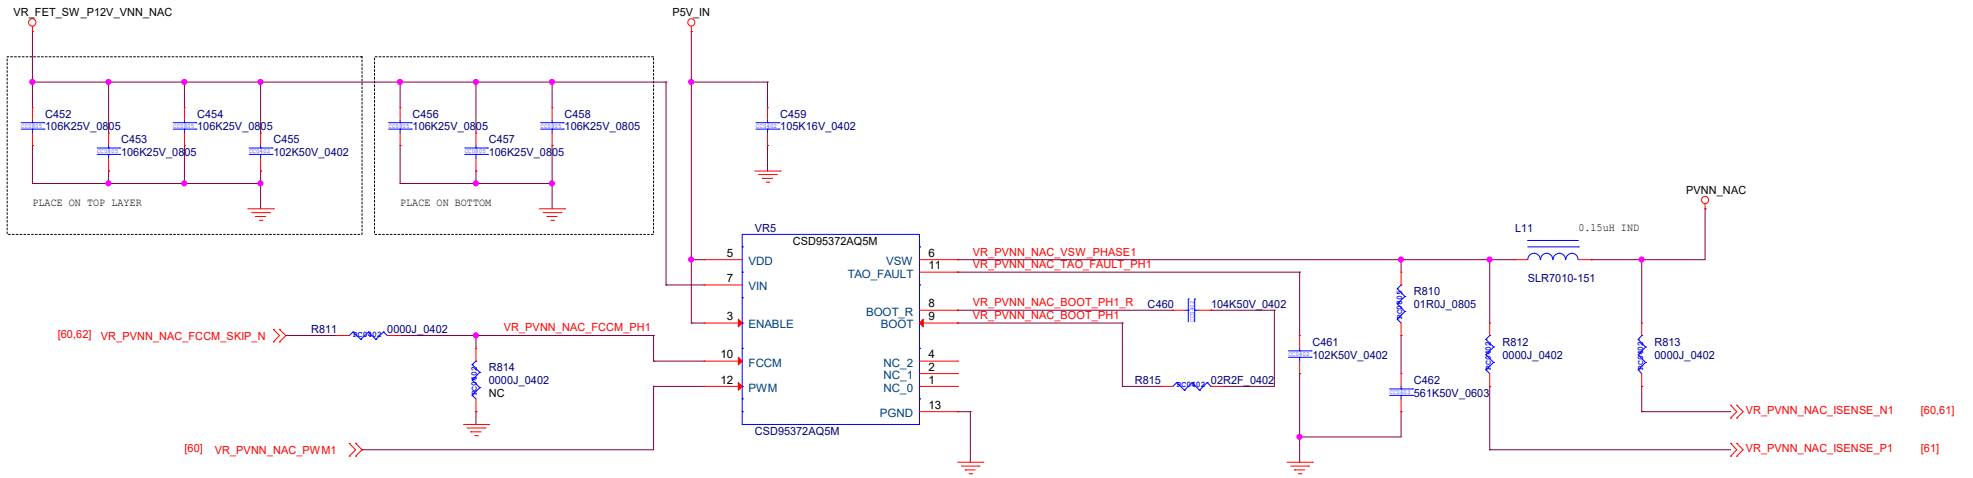 VR_FET_SW_P12V_VNN_NAC
P5V_IN
C452
106K25V_0805
C453
106K25V_0805
C454
106K25V_0805
C455
102K50V_0402
PLACE ON TOP LAYER
C456
106K25V_0805
C457
106K25V_0805
C458
106K25V_0805
PLACE ON BOTTOM
C459
105K16V_0402
PVNN_NAC
VR5
CSD95372AQ5M
5 VDD
7 VIN
3 ENABLE
10 FCCM
12 PWM
VSW 6
TAO_FAULT 11
BOOT_R 8
BOOT 9
NC_2 4
NC_1 2
NC_0 1
PGND 13
CSD95372AQ5M
VR_PVNN_NAC_VSW_PHASE1
VR_PVNN_NAC_TAO_FAULT_PH1
VR_PVNN_NAC_BOOT_PH1_R
VR_PVNN_NAC_BOOT_PH1
C460
104K50V_0402
R815
02R2F_0402
[60,62] VR_PVNN_NAC_FCCM_SKIP_N
R811
0000J_0402
VR_PVNN_NAC_FCCM_PH1
R814
0000J_0402
NC
[60] VR_PVNN_NAC_PWM1
C461
102K50V_0402
R810
01R0J_0805
C462
561K50V_0603
L11
0.15uH IND
SLR7010-151
R812
0000J_0402
R813
0000J_0402
VR_PVNN_NAC_ISENSE_N1 [60,61]
VR_PVNN_NAC_ISENSE_P1 [61]